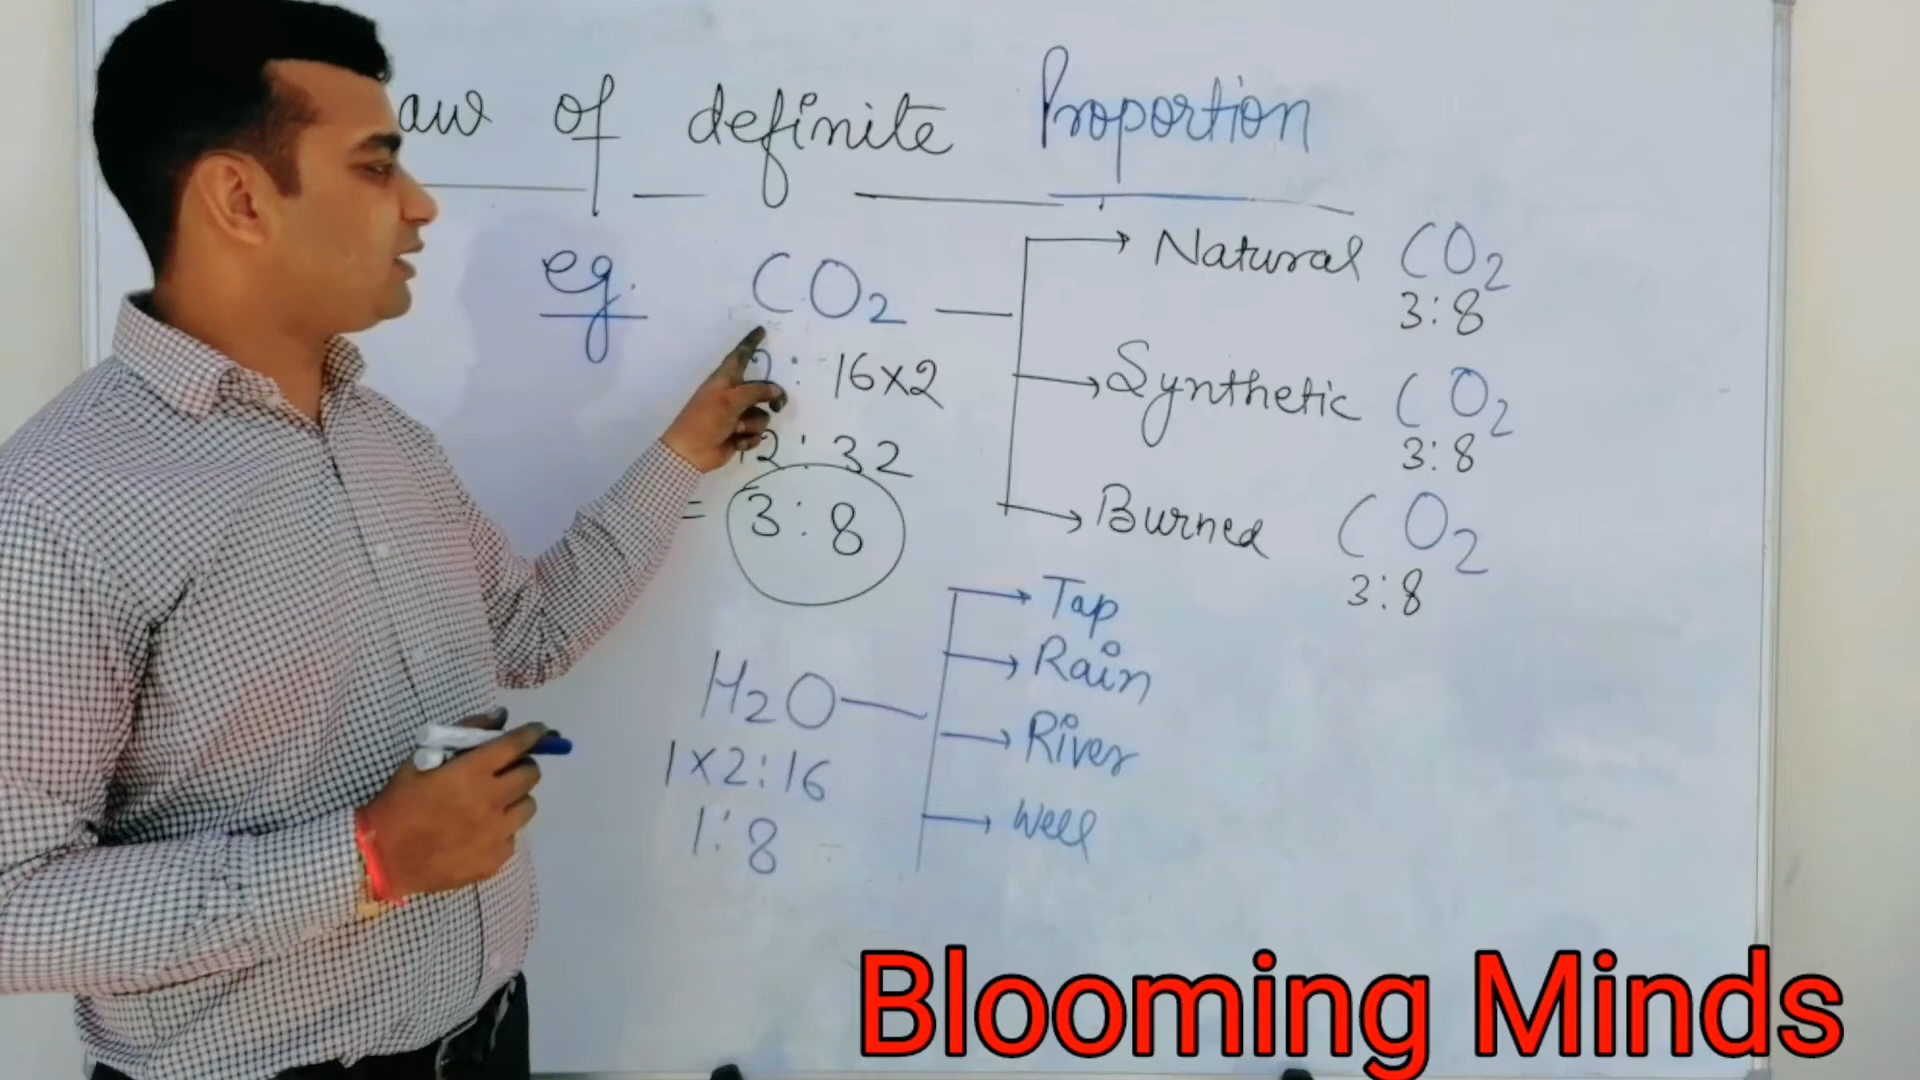 aw of definite Proportion
eg. CO2
2: 16x2
12: 32
= 3:8
Natural CO2
3:8
Synthetic CO2
3:8
Burned CO2
3:8
H2O
1x2:16
1:8
Tap
Rain
River
Well
Blooming Minds